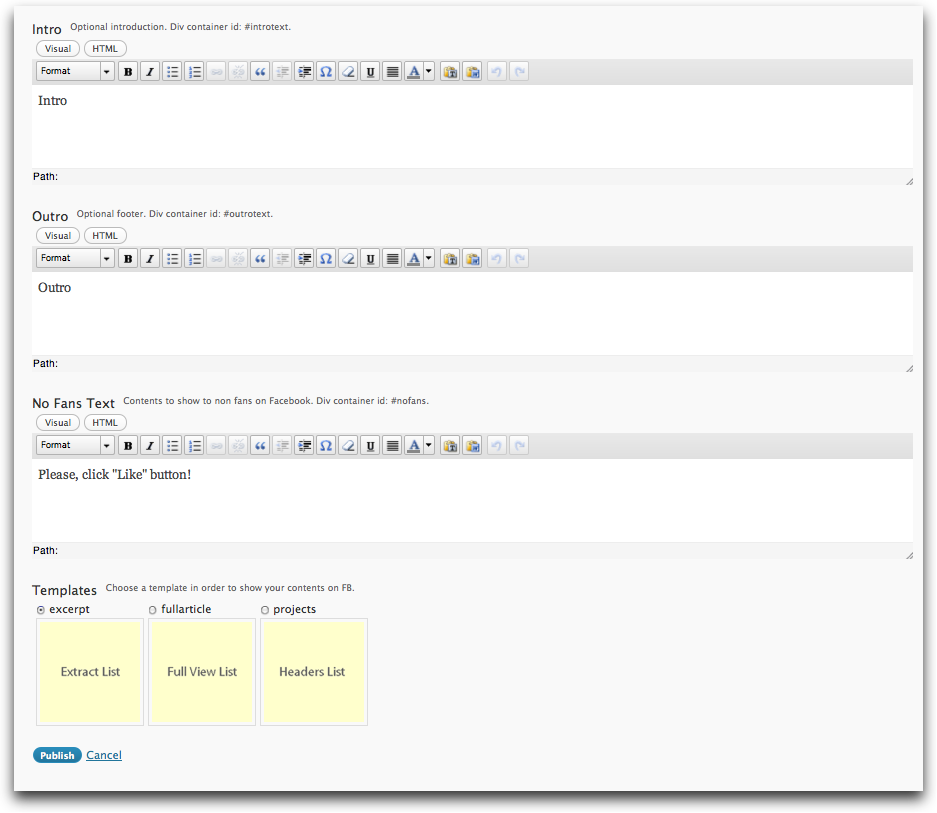 Intro Optional introduction. Div container id: #introtext.
Visual HTML
Format B I U A
Intro
Path:
Outro Optional footer. Div container id: #outrotext.
Visual HTML
Format B I U A
Outro
Path:
No Fans Text Contents to show to non fans on Facebook. Div container id: #nofans.
Visual HTML
Format B I U A
Please, click "Like" button!
Path:
Templates Choose a template in order to show your contents on FB.
excerpt fullarticle projects
Extract List Full View List Headers List
Publish Cancel